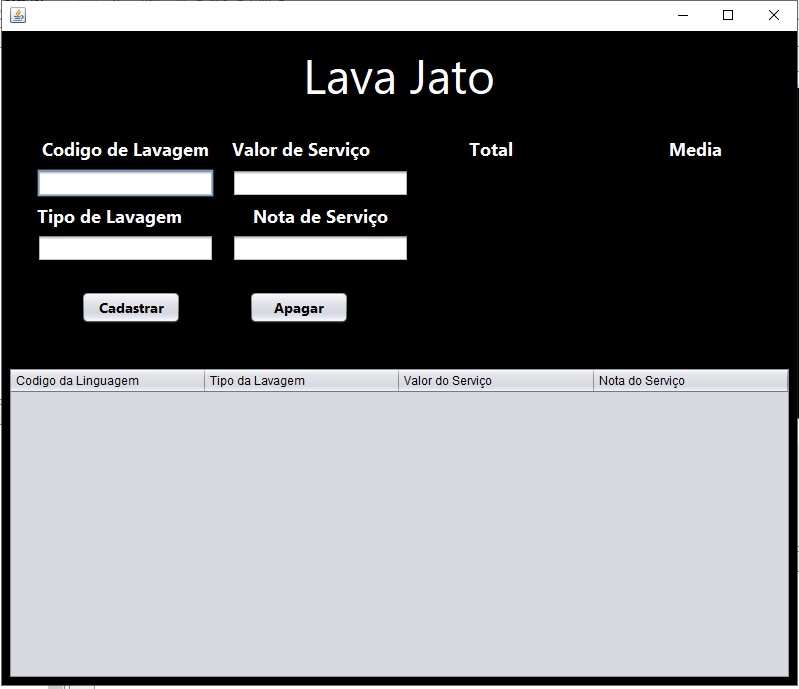 Lava Jato
Codigo de Lavagem Valor de Serviço Total Media
Tipo de Lavagem Nota de Serviço
Cadastrar Apagar
Codigo da Linguagem Tipo da Lavagem Valor do Serviço Nota do Serviço